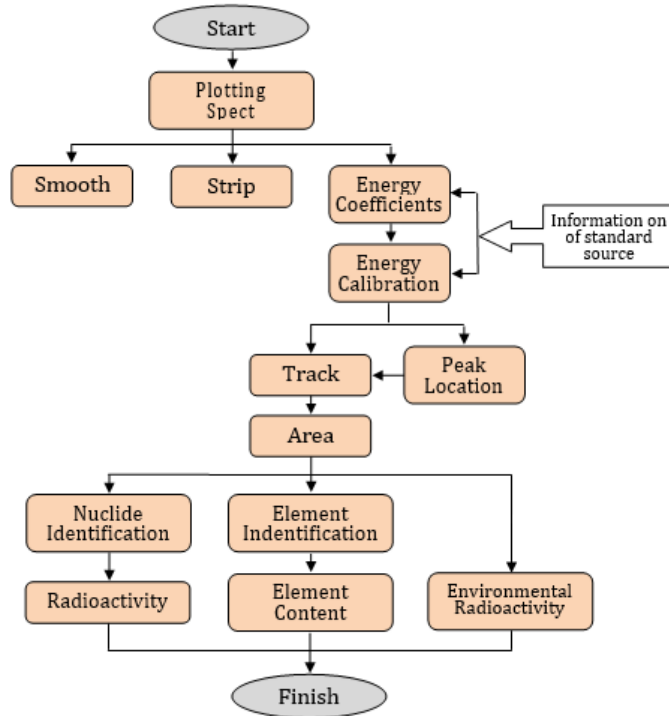 Start
Plotting
Spect
Smooth
Strip
Energy
Coefficients
Information on
of standard
source
Energy
Calibration
Track
Peak
Location
Area
Nuclide
Identification
Element
Indentification
Radioactivity
Element
Content
Environmental
Radioactivity
Finish